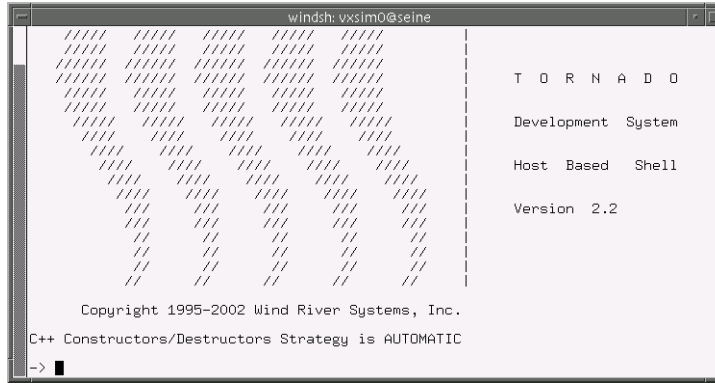 windsh: vxsim0@seine
T O R N A D O
Development System
Host Based Shell
Version 2.2
Copyright 1995-2002 Wind River Systems, Inc.
C++ Constructors/Destructors Strategy is AUTOMATIC
->